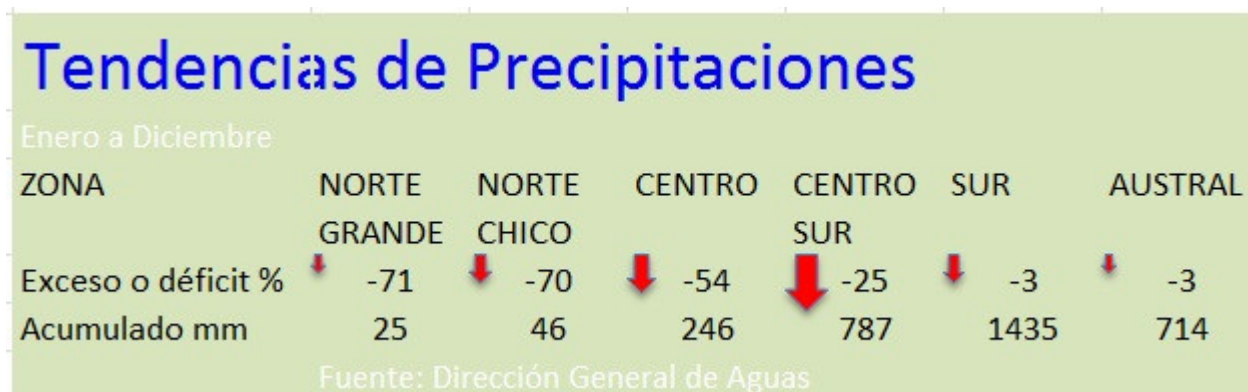 Tendencias de Precipitaciones
Enero a Diciembre
ZONA NORTE GRANDE NORTE CHICO CENTRO CENTRO SUR SUR AUSTRAL
Exceso o déficit % -71 -70 -54 -25 -3 -3
Acumulado mm 25 46 246 787 1435 714
Fuente: Dirección General de Aguas